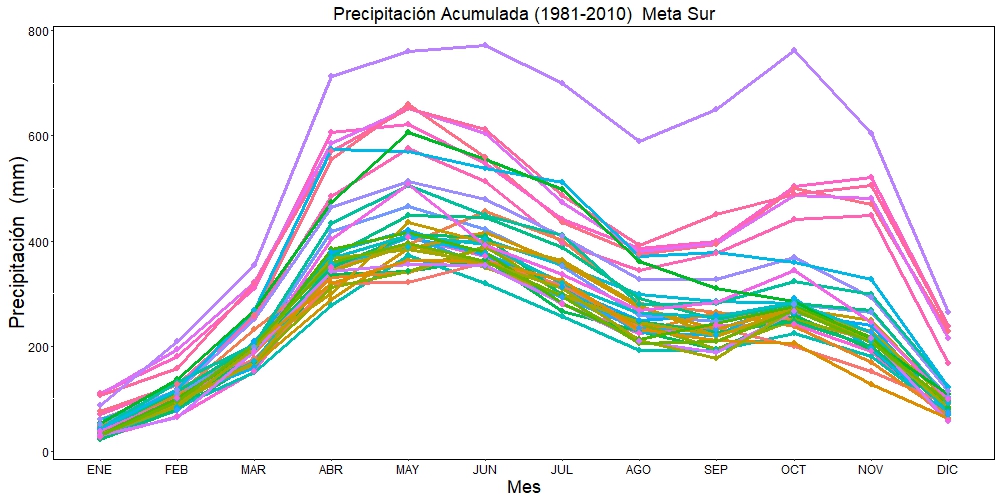 Precipitación Acumulada (1981-2010)  Meta Sur
Precipitación  (mm)
800
600
400
200
0
ENE FEB MAR ABR MAY JUN JUL AGO SEP OCT NOV DIC
Mes